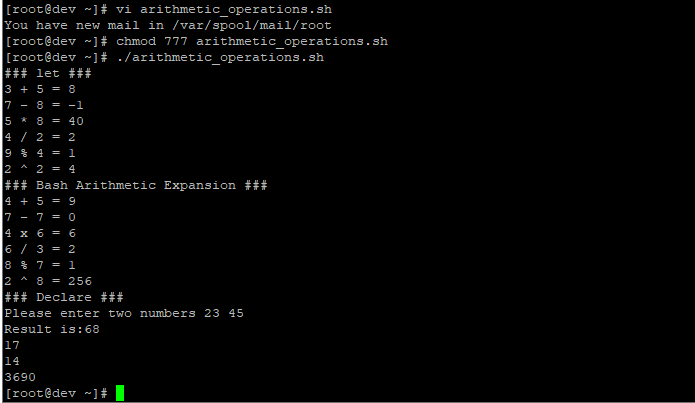 [root@dev ~]# vi arithmetic_operations.sh
You have new mail in /var/spool/mail/root
[root@dev ~]# chmod 777 arithmetic_operations.sh
[root@dev ~]# ./arithmetic_operations.sh
### let ###
3 + 5 = 8
7 - 8 = -1
5 * 8 = 40
4 / 2 = 2
9 % 4 = 1
2 ^ 2 = 4
### Bash Arithmetic Expansion ###
4 + 5 = 9
7 - 7 = 0
4 x 6 = 6
6 / 3 = 2
8 % 7 = 1
2 ^ 8 = 256
### Declare ###
Please enter two numbers 23 45
Result is:68
17
14
3690
[root@dev ~]#